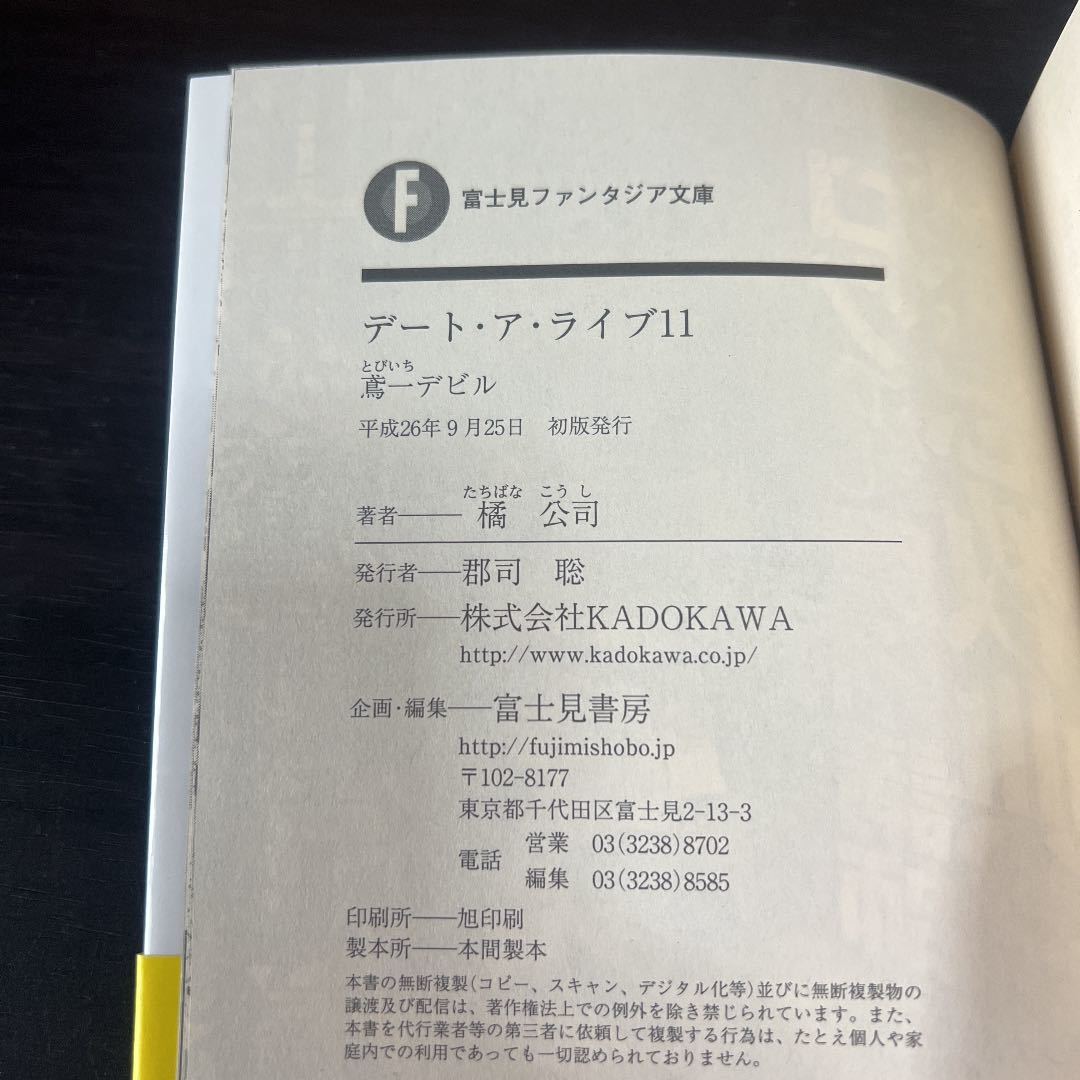 F 富士見ファンタジア文庫
デート・ア・ライブ11
とびいち
鳶一デビル
平成26年9月25日　初版発行
たちばな　こうし
著者——橘　公司
発行者——郡司　聡
発行所——株式会社KADOKAWA
http://www.kadokawa.co.jp/
企画・編集——富士見書房
http://fujimishobo.jp
〒102-8177
東京都千代田区富士見2-13-3
電話　営業　03(3238)8702
編集　03(3238)8585
印刷所——旭印刷
製本所——本間製本
本書の無断複製(コピー、スキャン、デジタル化等)並びに無断複製物の
譲渡及び配信は、著作権法上での例外を除き禁じられています。また、
本書を代行業者等の第三者に依頼して複製する行為は、たとえ個人や家
庭内での利用であっても一切認められておりません。